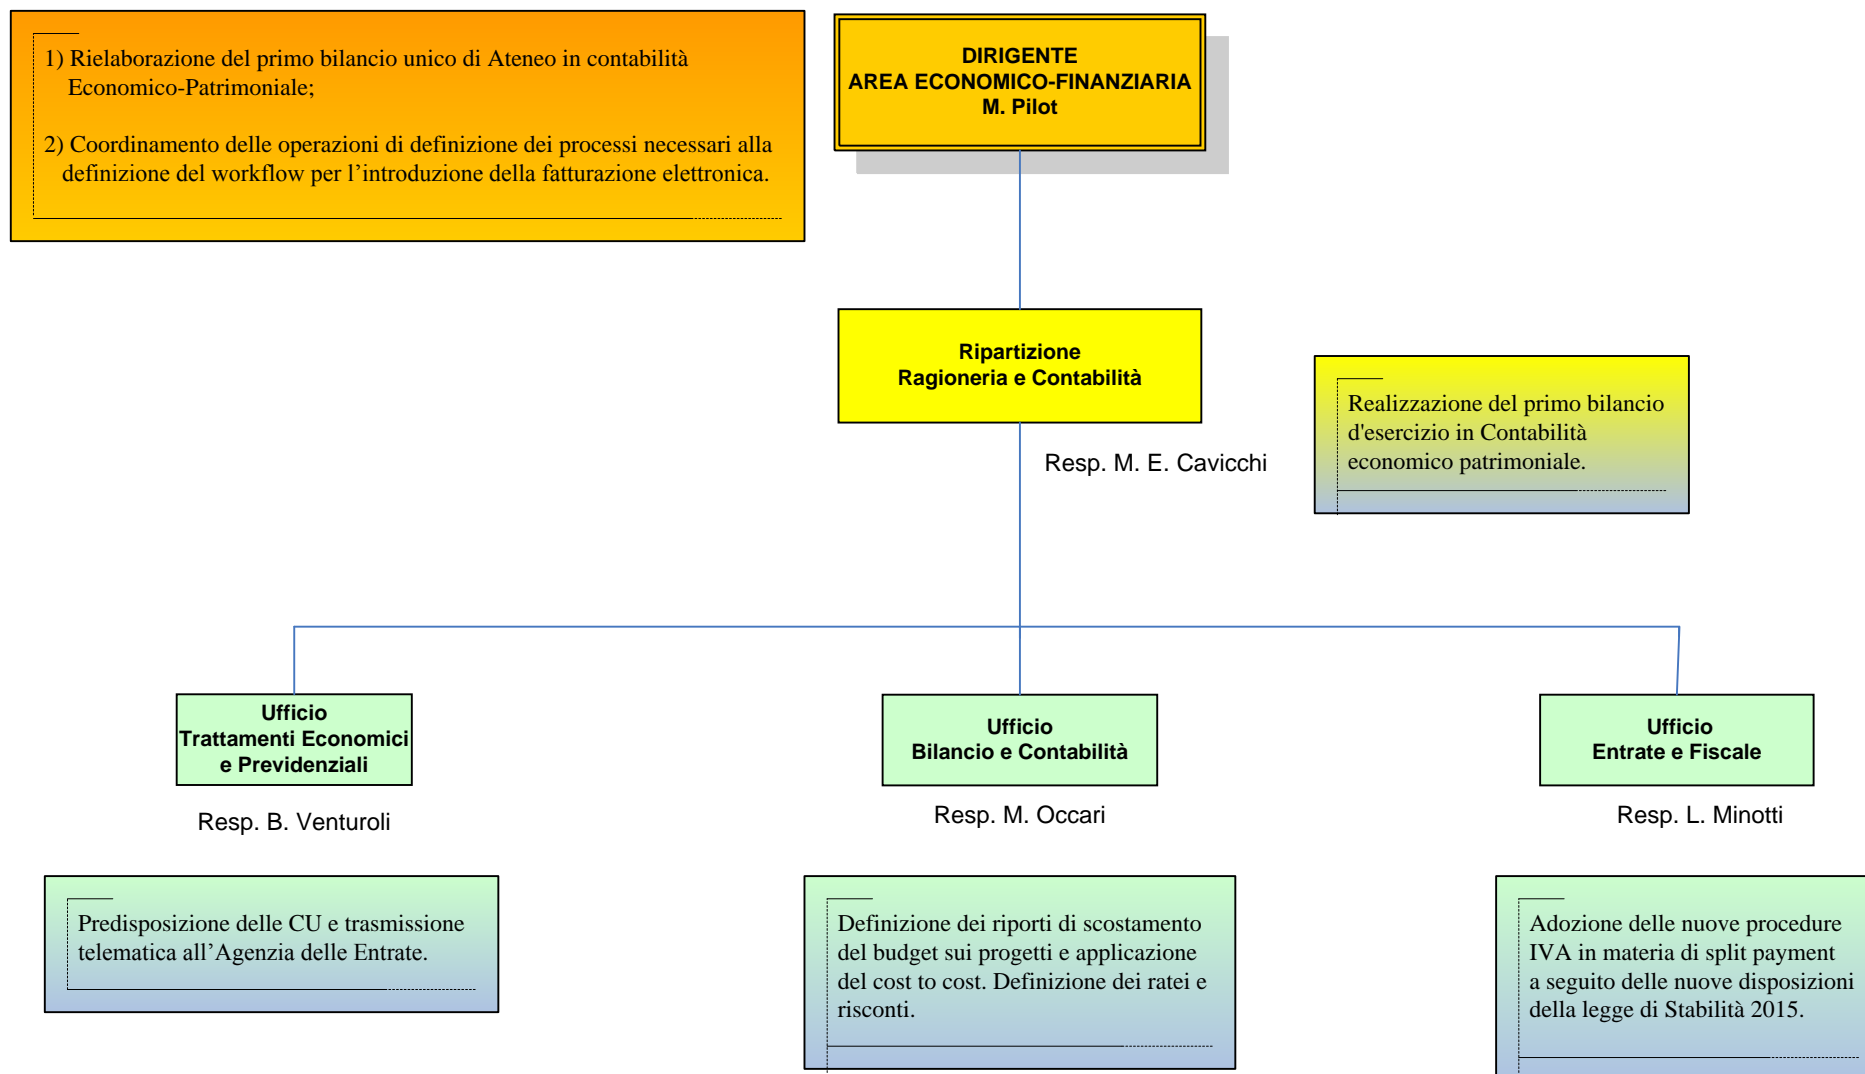 1) Rielaborazione del primo bilancio unico di Ateneo in contabilità
Economico-Patrimoniale;
2) Coordinamento delle operazioni di definizione dei processi necessari alla
definizione del workflow per l’introduzione della fatturazione elettronica.
DIRIGENTE
AREA ECONOMICO-FINANZIARIA
M. Pilot
Ripartizione
Ragioneria e Contabilità
Resp. M. E. Cavicchi
Realizzazione del primo bilancio
d'esercizio in Contabilità
economico patrimoniale.
Ufficio
Trattamenti Economici
e Previdenziali
Resp. B. Venturoli
Predisposizione delle CU e trasmissione
telematica all’Agenzia delle Entrate.
Ufficio
Bilancio e Contabilità
Resp. M. Occari
Definizione dei riporti di scostamento
del budget sui progetti e applicazione
del cost to cost. Definizione dei ratei e
risconti.
Ufficio
Entrate e Fiscale
Resp. L. Minotti
Adozione delle nuove procedure
IVA in materia di split payment
a seguito delle nuove disposizioni
della legge di Stabilità 2015.